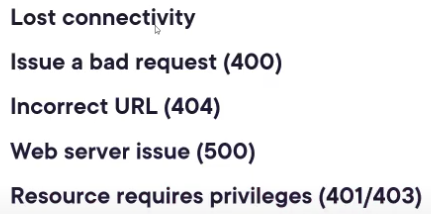 Lost connectivity
Issue a bad request (400)
Incorrect URL (404)
Web server issue (500)
Resource requires privileges (401/403)